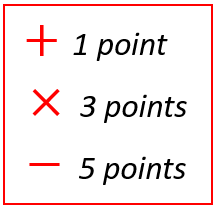 + 1 point
× 3 points
− 5 points